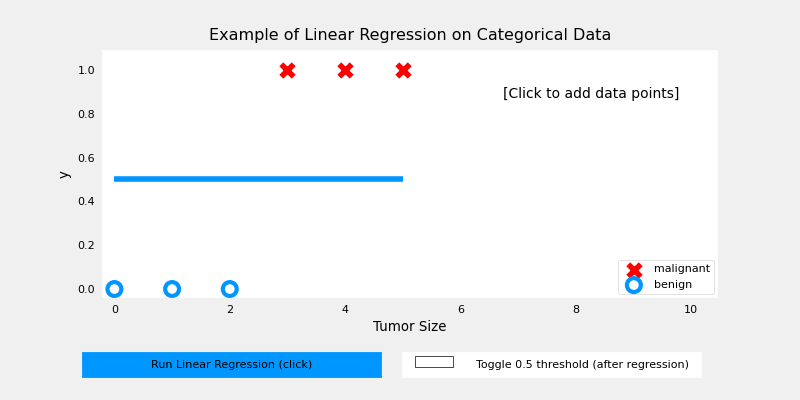 Example of Linear Regression on Categorical Data
1.0
0.8
0.6
0.4
0.2
0.0
y
[Click to add data points]
malignant
benign
0 2 4 6 8 10
Tumor Size
Run Linear Regression (click)
Toggle 0.5 threshold (after regression)